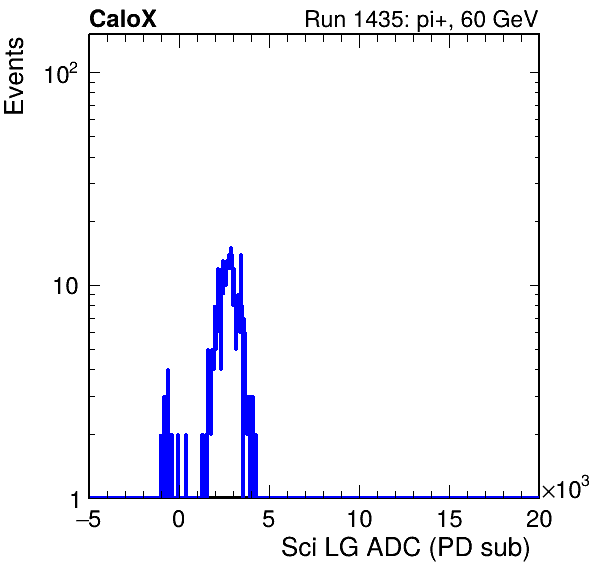 CaloX Run 1435: pi+, 60 GeV
Events
10²
10
1
−5 0 5 10 15 20
×10³
Sci LG ADC (PD sub)